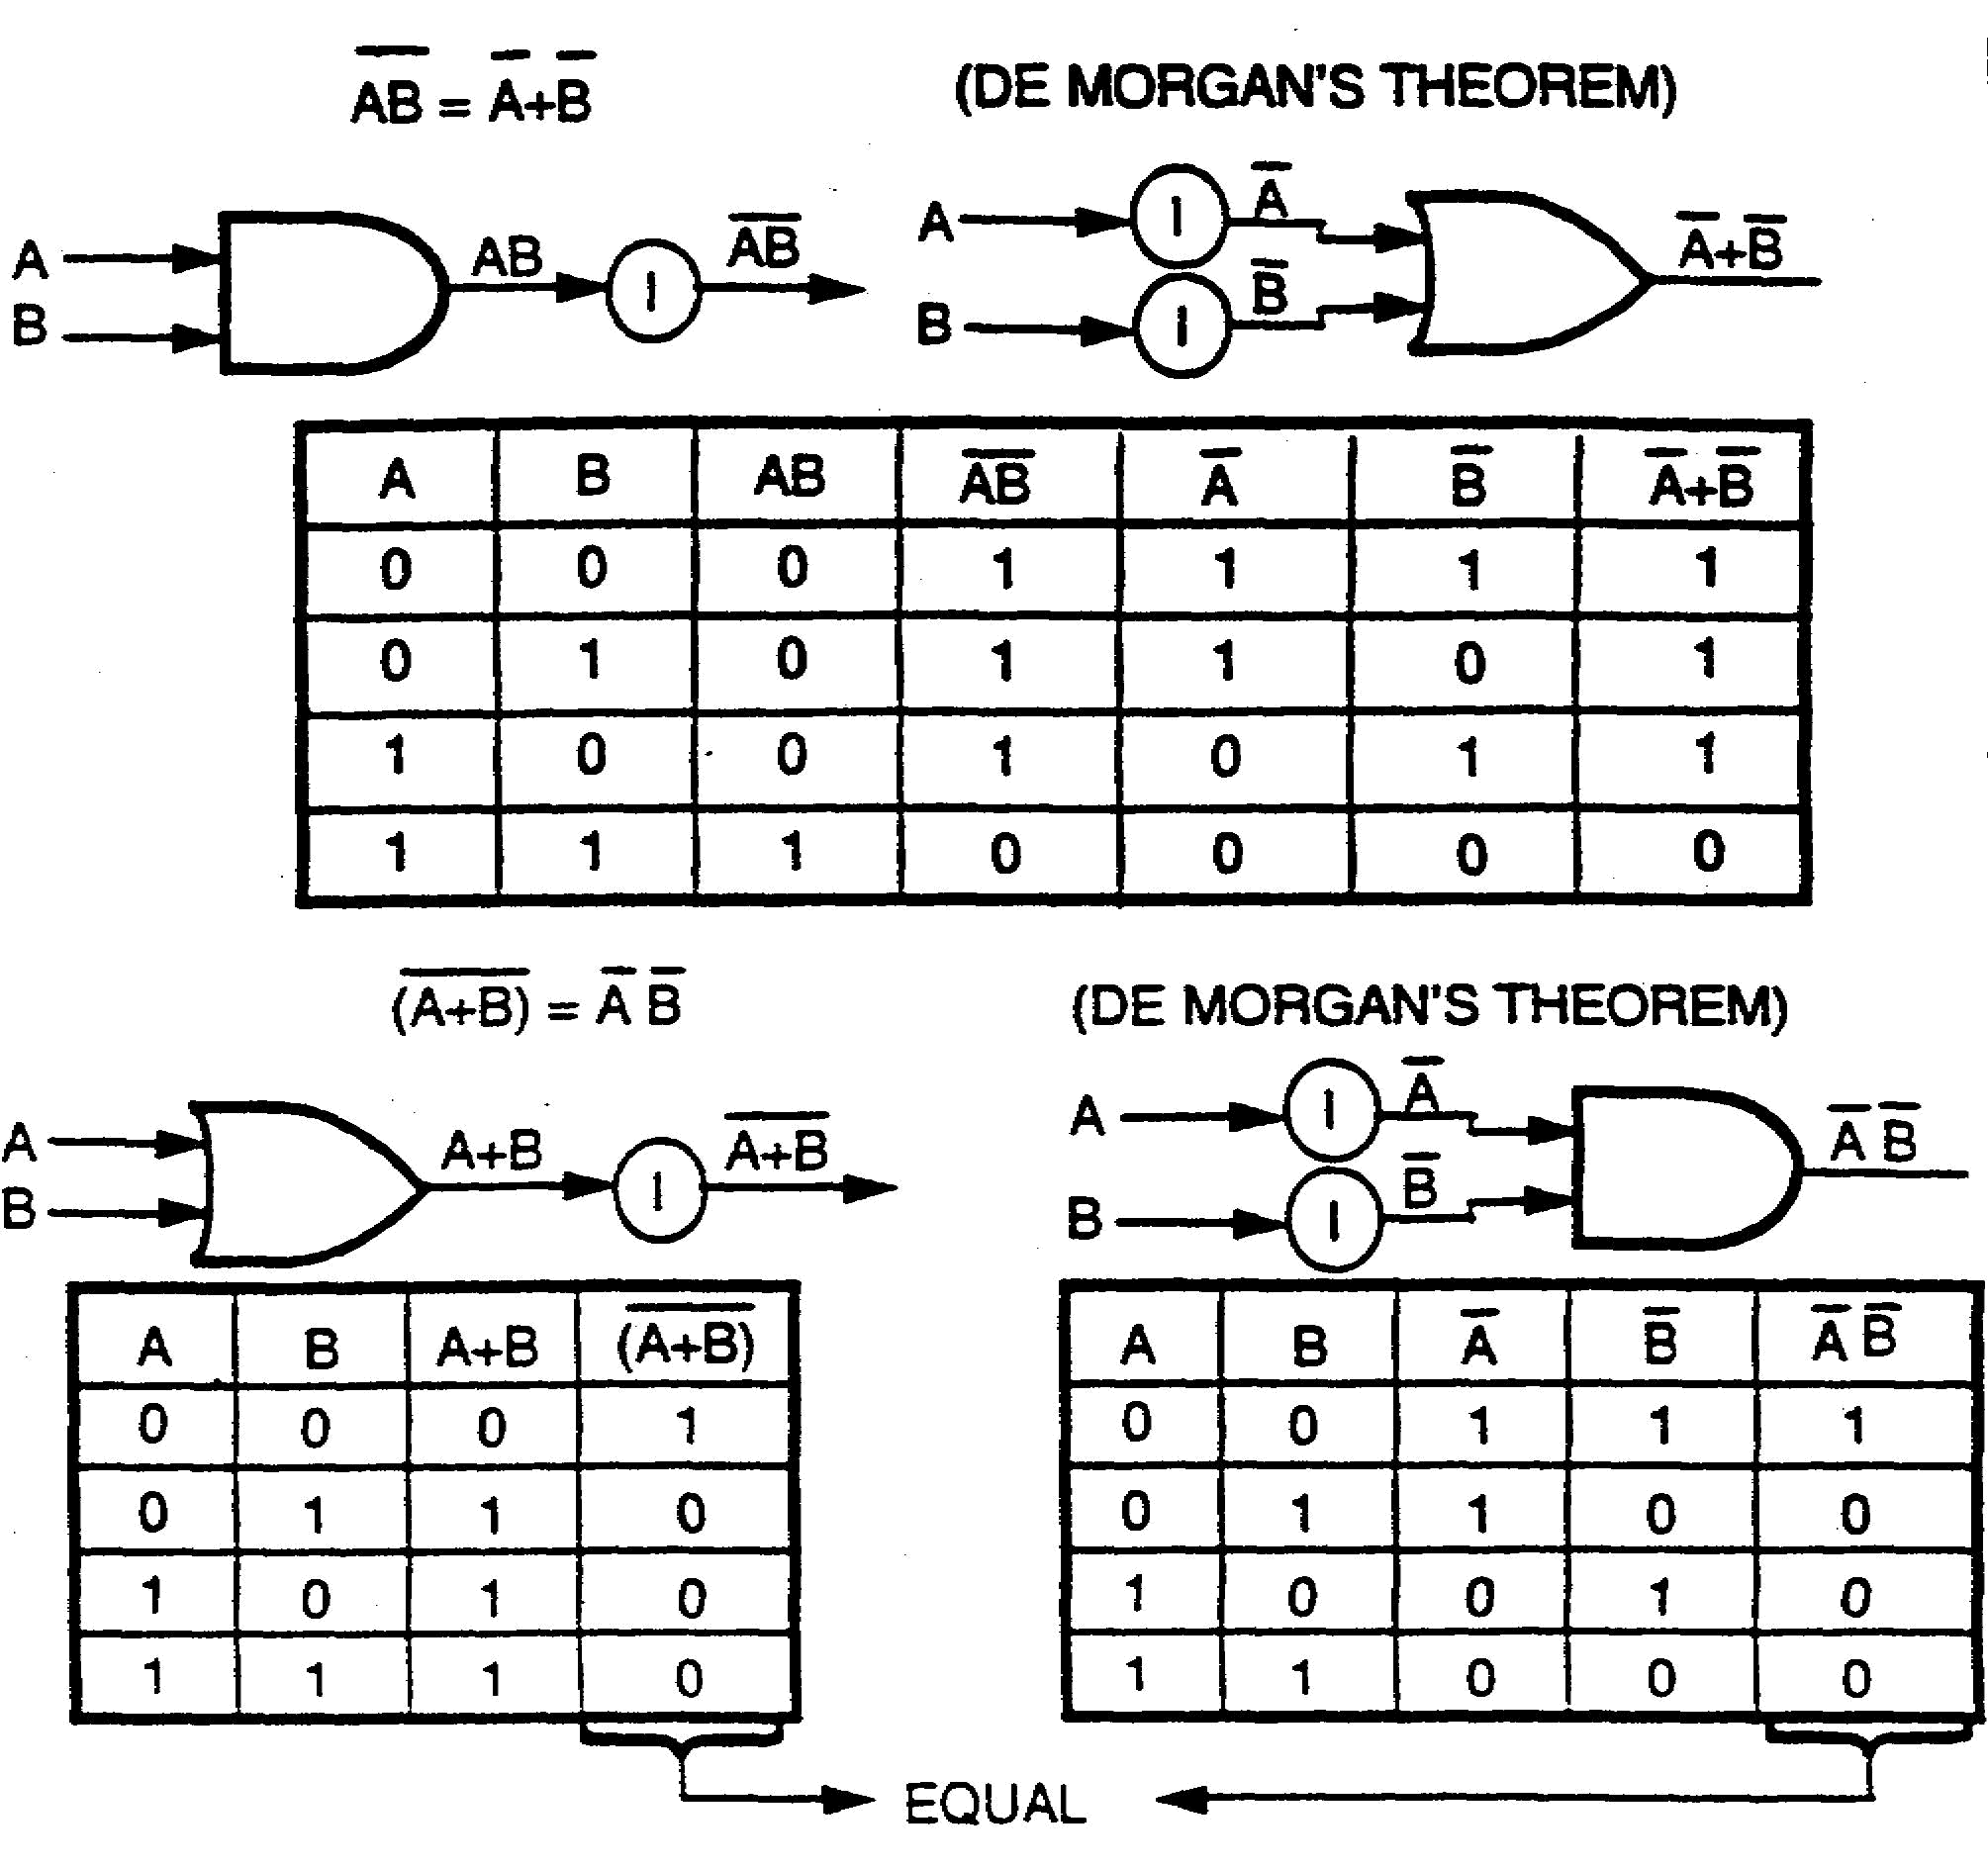 A̅B̅ = A̅+B̅ (DE MORGAN'S THEOREM)
A
B
AB
I
A̅B̅
A
B
I
I
A̅
B̅
A̅+B̅
A B AB A̅B̅ A̅ B̅ A̅+B̅
0 0 0 1 1 1 1
0 1 0 1 1 0 1
1 0 0 1 0 1 1
1 1 1 0 0 0 0
(̅A̅+̅B̅)̅ = A̅ B̅ (DE MORGAN'S THEOREM)
A
B
A+B
I
A̅+̅B̅
A
B
I
I
A̅
B̅
A̅ B̅
A B A+B (̅A̅+̅B̅)̅
0 0 0 1
0 1 1 0
1 0 1 0
1 1 1 0
A B A̅ B̅ A̅ B̅
0 0 1 1 1
0 1 1 0 0
1 0 0 1 0
1 1 0 0 0
EQUAL